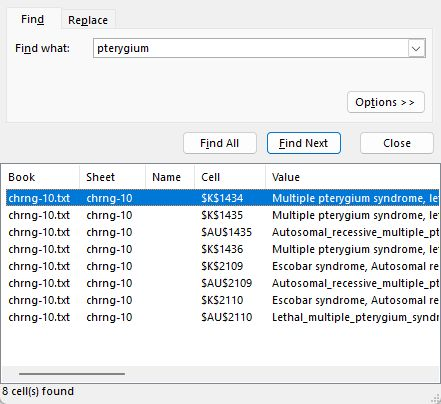 Find Replace
Find what: pterygium
Options >>
Find All Find Next Close
Book Sheet Name Cell Value
chrng-10.txt chrng-10 $K$1434 Multiple pterygium syndrome, let
chrng-10.txt chrng-10 $K$1435 Multiple pterygium syndrome, let
chrng-10.txt chrng-10 $AU$1435 Autosomal_recessive_multiple_pt
chrng-10.txt chrng-10 $K$1436 Multiple pterygium syndrome, let
chrng-10.txt chrng-10 $K$2109 Escobar syndrome, Autosomal re
chrng-10.txt chrng-10 $AU$2109 Autosomal_recessive_multiple_pt
chrng-10.txt chrng-10 $K$2110 Escobar syndrome, Autosomal re
chrng-10.txt chrng-10 $AU$2110 Lethal_multiple_pterygium_syndr
8 cell(s) found